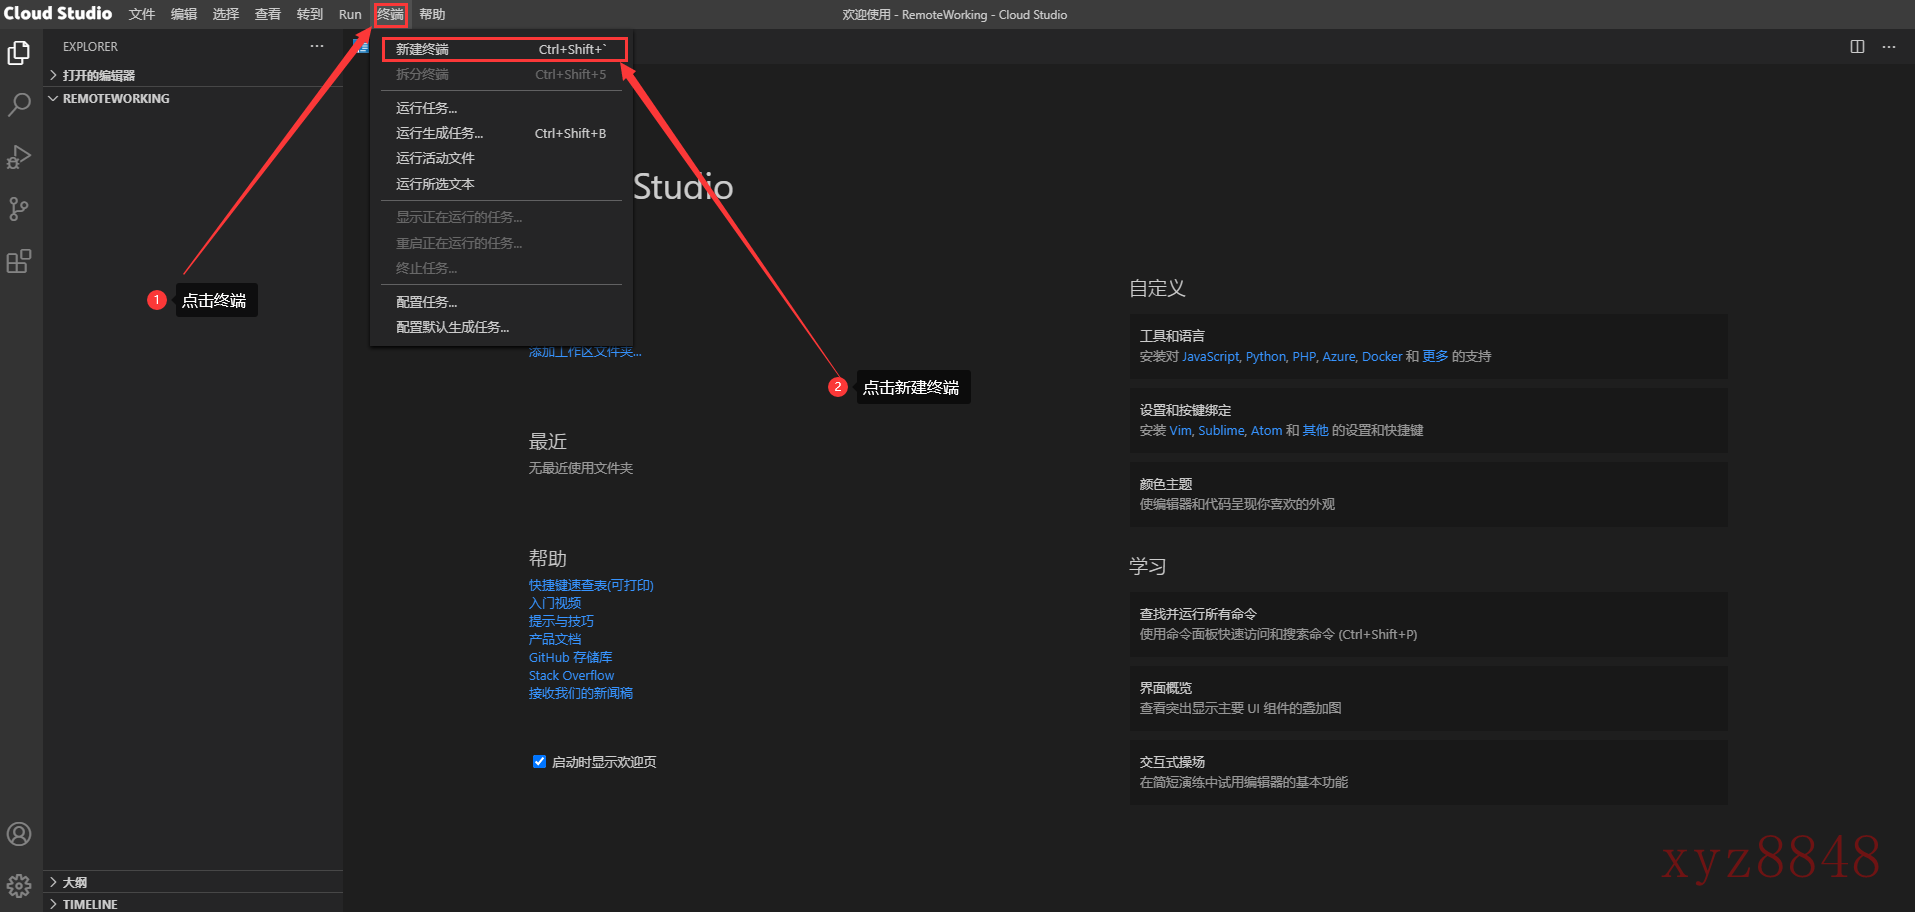 Cloud Studio 文件 编辑 选择 查看 转到 Run 终端 帮助
欢迎使用 - RemoteWorking - Cloud Studio
EXPLORER
打开的编辑器
REMOTEWORKING
新建终端 Ctrl+Shift+`
拆分终端 Ctrl+Shift+5
运行任务...
运行生成任务... Ctrl+Shift+B
运行活动文件
运行所选文本
显示正在运行的任务...
重启正在运行的任务...
终止任务...
配置任务...
配置默认生成任务...
1 点击终端
2 点击新建终端
Studio
添加工作区文件夹...
最近
无最近使用文件夹
帮助
快捷键速查表(可打印)
入门视频
提示与技巧
产品文档
GitHub 存储库
Stack Overflow
接收我们的新闻稿
启动时显示欢迎页
自定义
工具和语言
安装对 JavaScript, Python, PHP, Azure, Docker 和 更多 的支持
设置和按键绑定
安装 Vim, Sublime, Atom 和 其他 的设置和快捷键
颜色主题
使编辑器和代码呈现你喜欢的外观
学习
查找并运行所有命令
使用命令面板快速访问和搜索命令 (Ctrl+Shift+P)
界面概览
查看突出显示主要 UI 组件的叠加图
交互式操场
在简短演练中试用编辑器的基本功能
大纲
TIMELINE
xyz8848